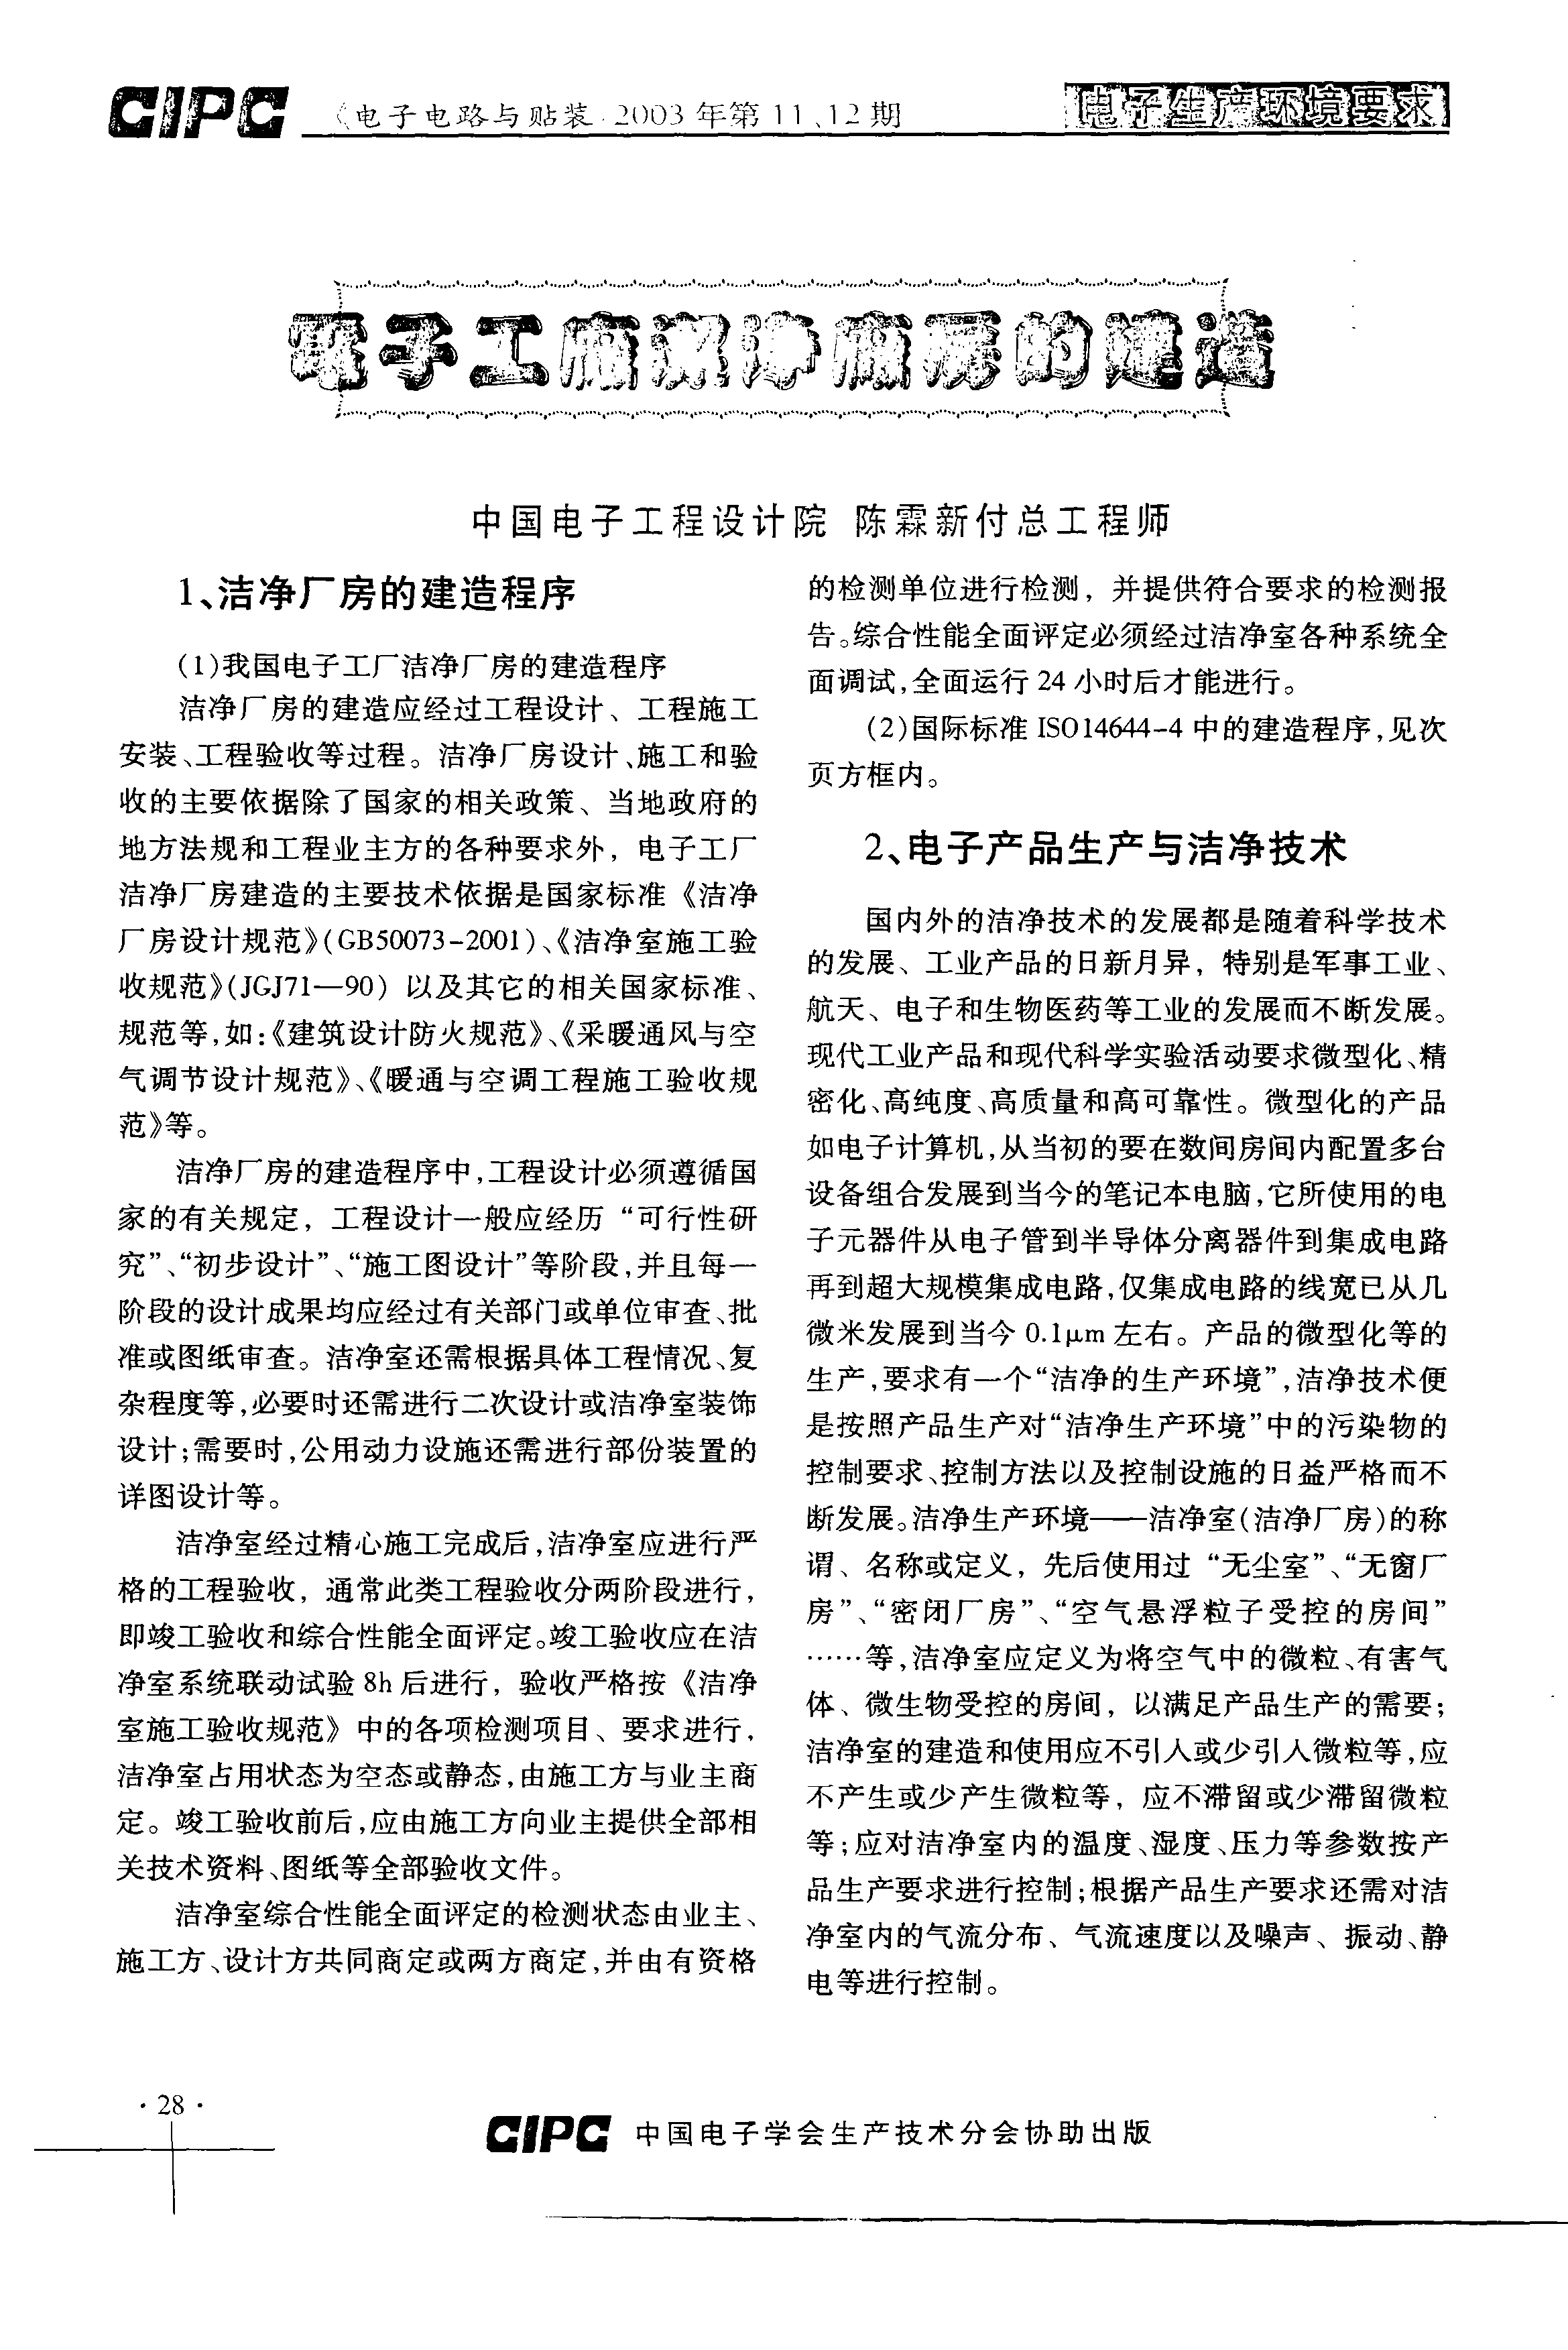 CIPC 《电子电路与贴装》2003年第11、12期
电子生产环境要求
电子工厂洁净厂房的建造
中国电子工程设计院 陈霖新付总工程师
1、洁净厂房的建造程序
(1)我国电子工厂洁净厂房的建造程序
洁净厂房的建造应经过工程设计、工程施工
安装、工程验收等过程。洁净厂房设计、施工和验
收的主要依据除了国家的相关政策、当地政府的
地方法规和工程业主方的各种要求外，电子工厂
洁净厂房建造的主要技术依据是国家标准《洁净
厂房设计规范》(GB50073-2001)、《洁净室施工验
收规范》(JGJ71—90) 以及其它的相关国家标准、
规范等,如:《建筑设计防火规范》、《采暖通风与空
气调节设计规范》、《暖通与空调工程施工验收规
范》等。
洁净厂房的建造程序中,工程设计必须遵循国
家的有关规定，工程设计一般应经历“可行性研
究”、“初步设计”、“施工图设计”等阶段,并且每一
阶段的设计成果均应经过有关部门或单位审查、批
准或图纸审查。洁净室还需根据具体工程情况、复
杂程度等,必要时还需进行二次设计或洁净室装饰
设计;需要时,公用动力设施还需进行部份装置的
详图设计等。
洁净室经过精心施工完成后,洁净室应进行严
格的工程验收，通常此类工程验收分两阶段进行，
即竣工验收和综合性能全面评定。竣工验收应在洁
净室系统联动试验8h后进行，验收严格按《洁净
室施工验收规范》中的各项检测项目、要求进行，
洁净室占用状态为空态或静态,由施工方与业主商
定。竣工验收前后,应由施工方向业主提供全部相
关技术资料、图纸等全部验收文件。
洁净室综合性能全面评定的检测状态由业主、
施工方、设计方共同商定或两方商定,并由有资格
的检测单位进行检测，并提供符合要求的检测报
告。综合性能全面评定必须经过洁净室各种系统全
面调试,全面运行24小时后才能进行。
(2)国际标准ISO14644-4中的建造程序,见次
页方框内。
2、电子产品生产与洁净技术
国内外的洁净技术的发展都是随着科学技术
的发展、工业产品的日新月异，特别是军事工业、
航天、电子和生物医药等工业的发展而不断发展。
现代工业产品和现代科学实验活动要求微型化、精
密化、高纯度、高质量和高可靠性。微型化的产品
如电子计算机,从当初的要在数间房间内配置多台
设备组合发展到当今的笔记本电脑,它所使用的电
子元器件从电子管到半导体分离器件到集成电路
再到超大规模集成电路,仅集成电路的线宽已从几
微米发展到当今0.1μm左右。产品的微型化等的
生产,要求有一个“洁净的生产环境”,洁净技术便
是按照产品生产对“洁净生产环境”中的污染物的
控制要求、控制方法以及控制设施的日益严格而不
断发展。洁净生产环境——洁净室(洁净厂房)的称
谓、名称或定义，先后使用过“无尘室”、“无窗厂
房”、“密闭厂房”、“空气悬浮粒子受控的房间”
……等,洁净室应定义为将空气中的微粒、有害气
体、微生物受控的房间，以满足产品生产的需要；
洁净室的建造和使用应不引人或少引人微粒等,应
不产生或少产生微粒等，应不滞留或少滞留微粒
等;应对洁净室内的温度、湿度、压力等参数按产
品生产要求进行控制;根据产品生产要求还需对洁
净室内的气流分布、气流速度以及噪声、振动、静
电等进行控制。
·28·
CIPC 中国电子学会生产技术分会协助出版